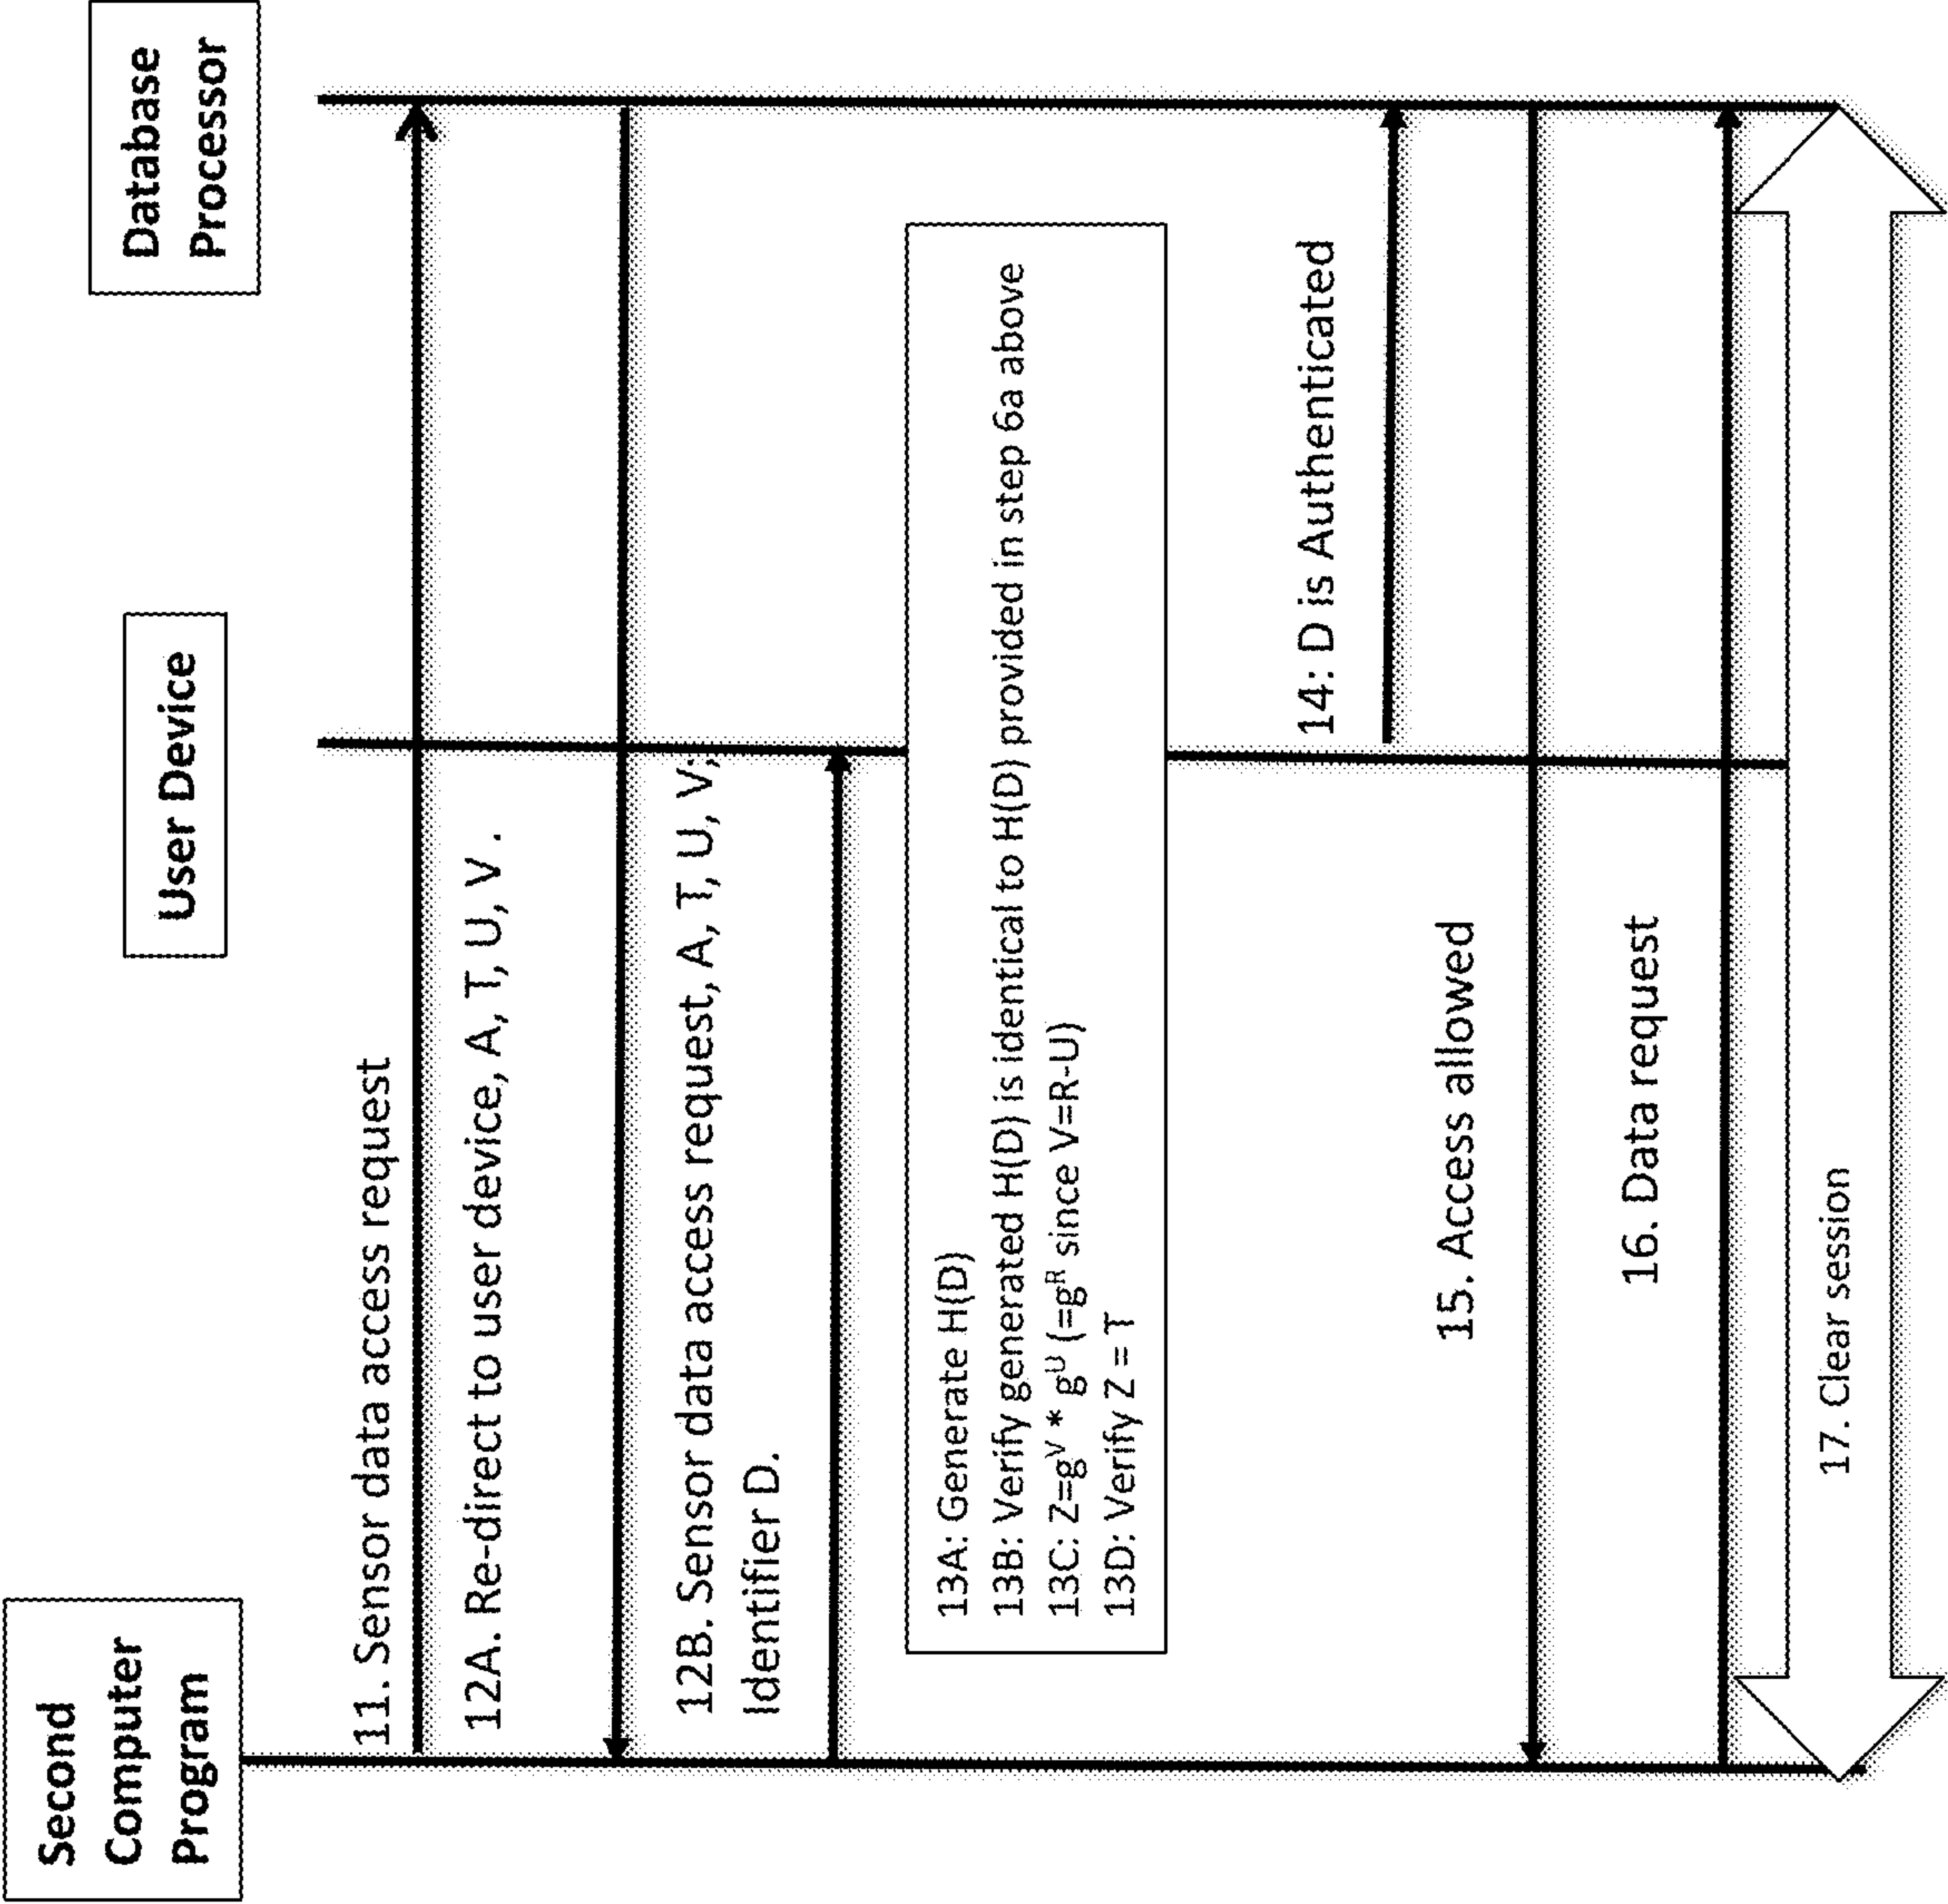 Second
Computer
Program
User Device
Database
Processor
11. Sensor data access request
12A. Re-direct to user device, A, T, U, V .
12B. Sensor data access request, A, T, U, V;
Identifier D.
13A: Generate H(D)
13B: Verify generated H(D) is identical to H(D) provided in step 6a above
13C: Z=g^V * g^U (=g^R since V=R-U)
13D: Verify Z = T
14: D is Authenticated
15. Access allowed
16. Data request
17. Clear session